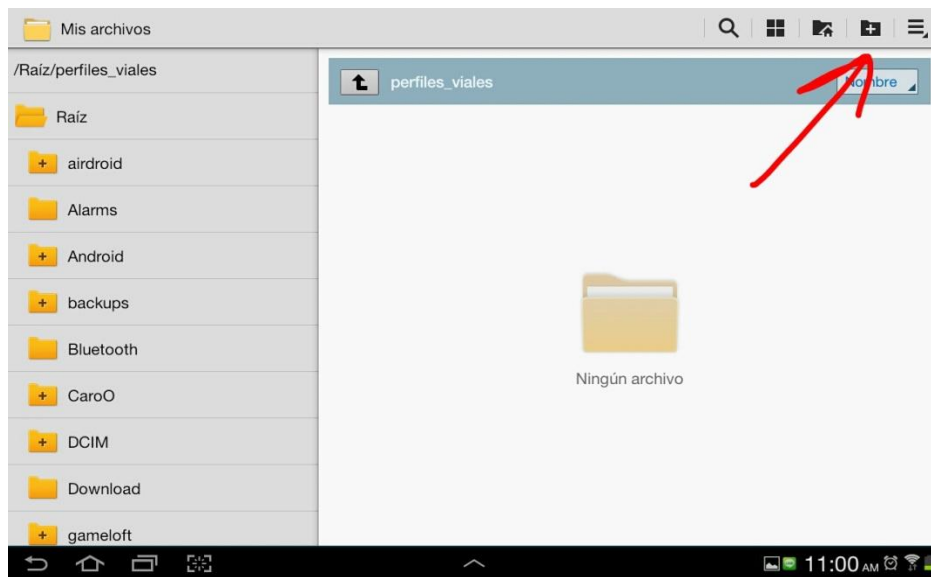 Mis archivos
/Raíz/perfiles_viales
perfiles_viales
Nombre
Raíz
airdroid
Alarms
Android
backups
Bluetooth
CaroO
DCIM
Download
gameloft
Ningún archivo
11:00 AM